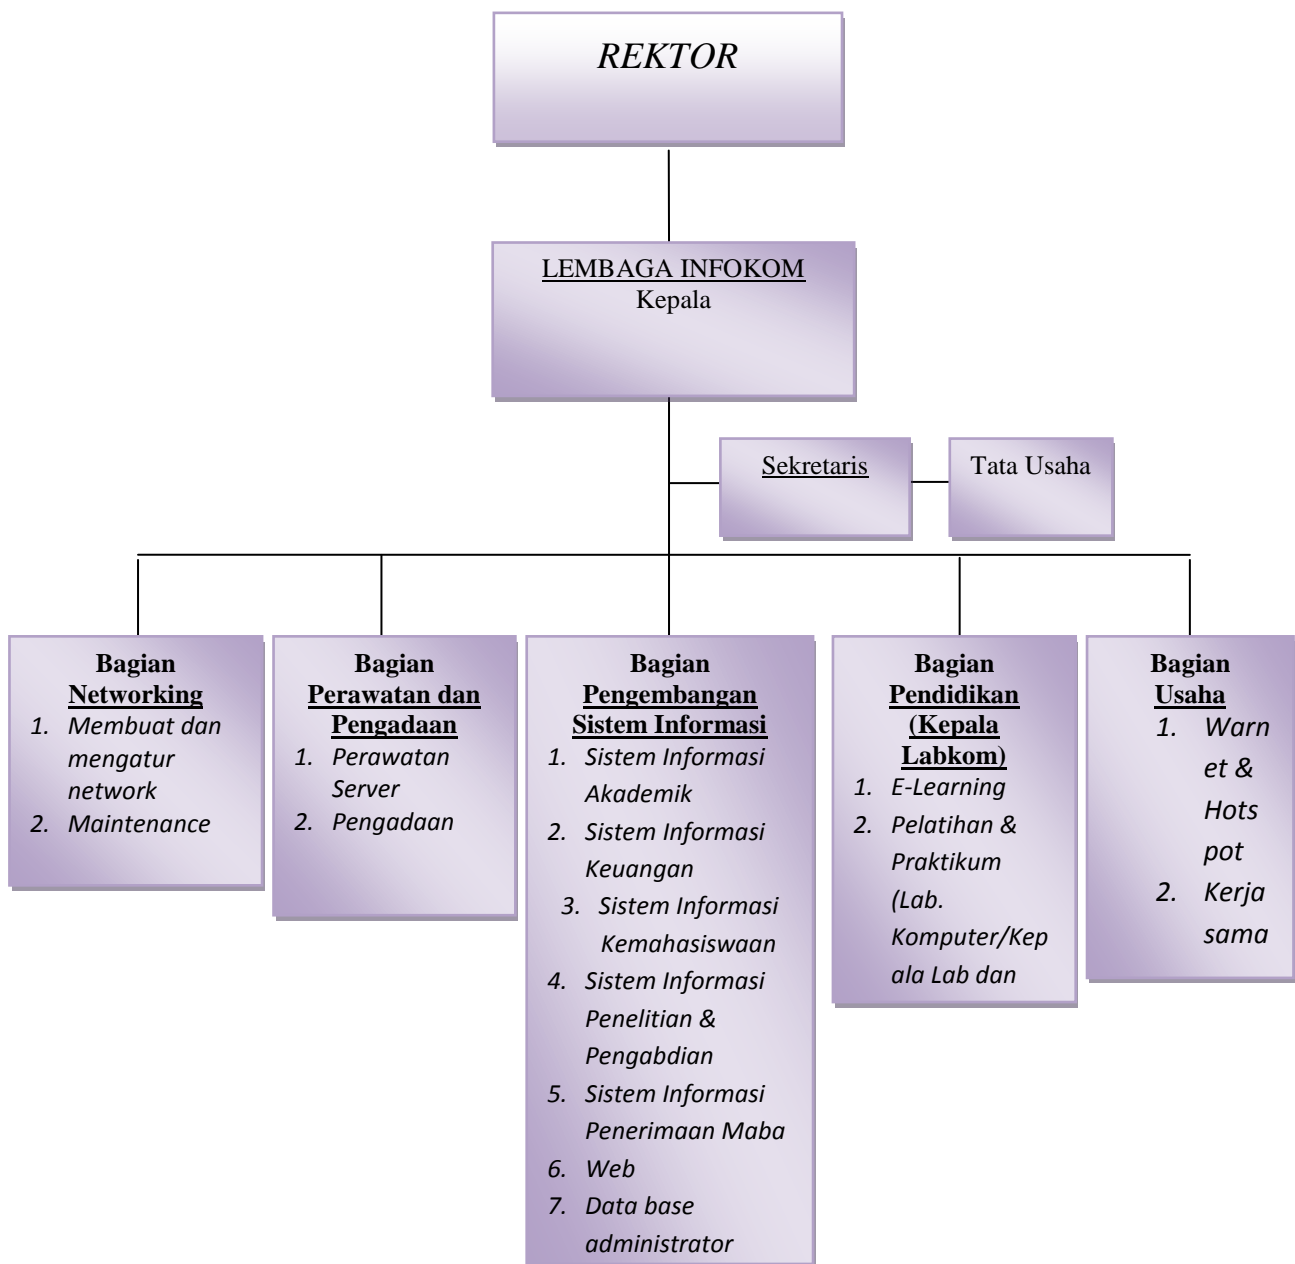 REKTOR
LEMBAGA INFOKOM
Kepala
Sekretaris
Tata Usaha
Bagian
Networking
1. Membuat dan
mengatur
network
2. Maintenance
Bagian
Perawatan dan
Pengadaan
1. Perawatan
Server
2. Pengadaan
Bagian
Pengembangan
Sistem Informasi
1. Sistem Informasi
Akademik
2. Sistem Informasi
Keuangan
3. Sistem Informasi
Kemahasiswaan
4. Sistem Informasi
Penelitian &
Pengabdian
5. Sistem Informasi
Penerimaan Maba
6. Web
7. Data base
administrator
Bagian
Pendidikan
(Kepala
Labkom)
1. E-Learning
2. Pelatihan &
Praktikum
(Lab.
Komputer/Kep
ala Lab dan
Bagian
Usaha
1. Warn
et &
Hots
pot
2. Kerja
sama